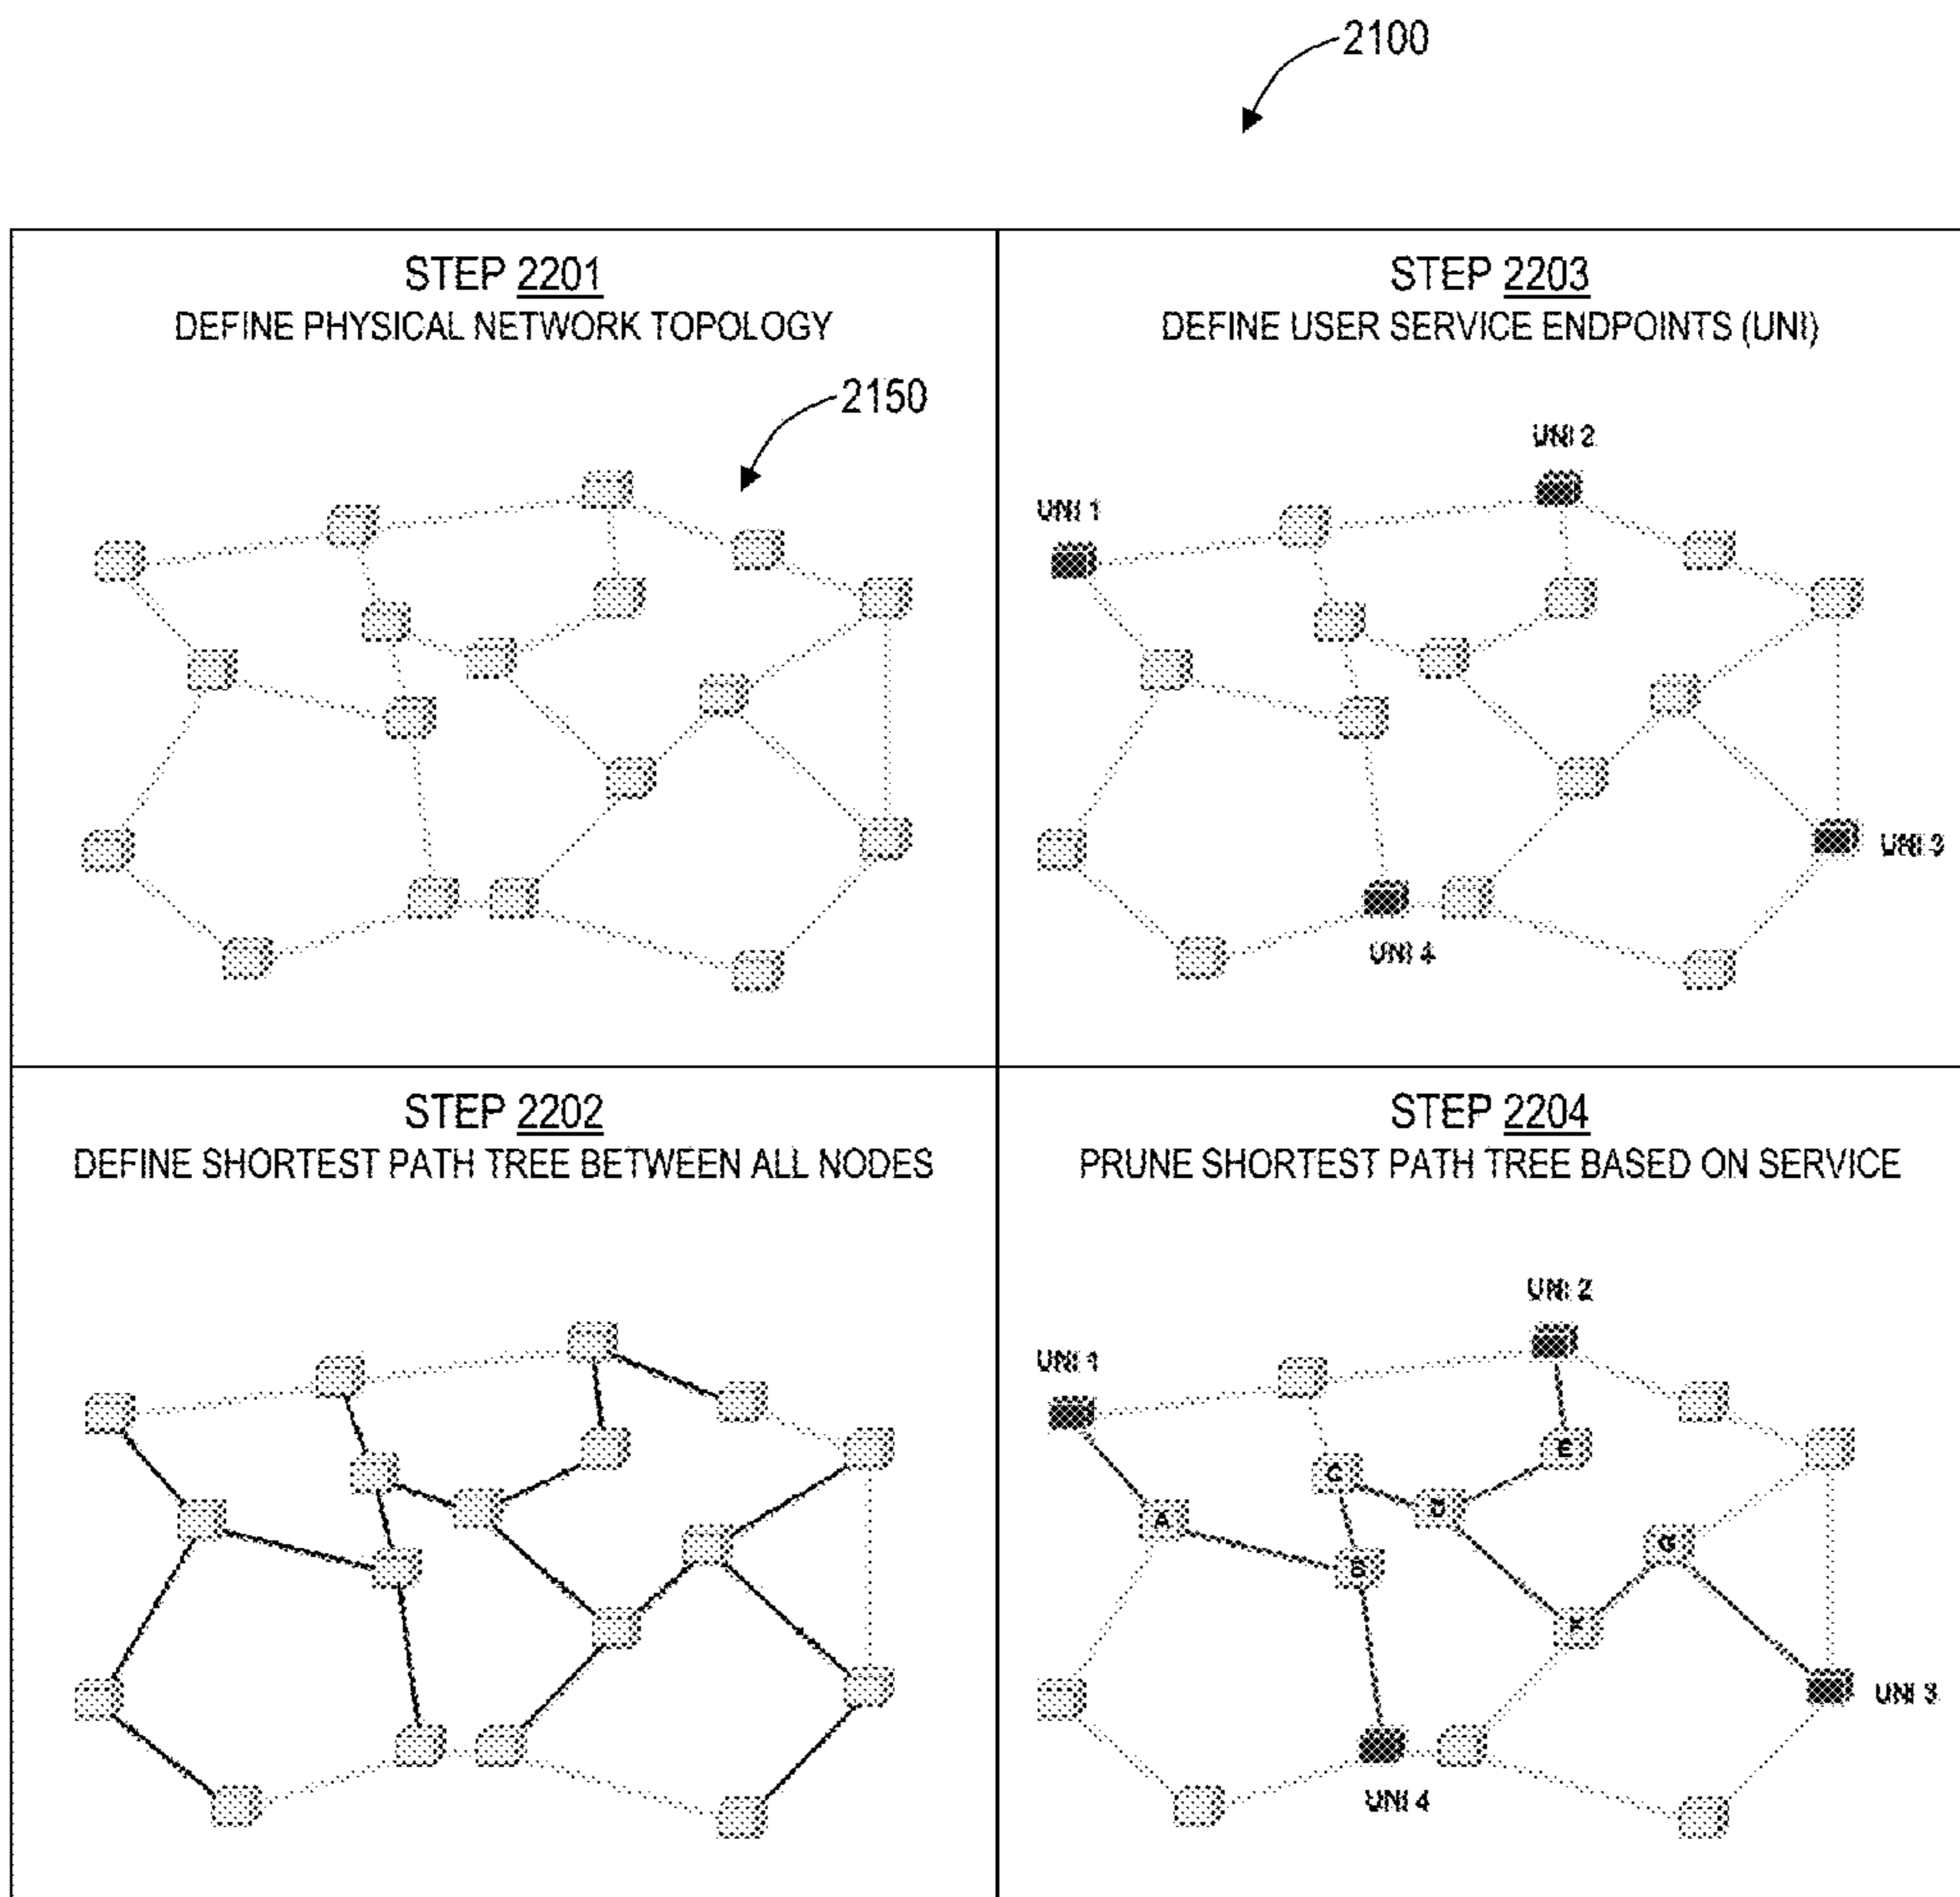 2100
STEP 2201
DEFINE PHYSICAL NETWORK TOPOLOGY
2150
STEP 2203
DEFINE USER SERVICE ENDPOINTS (UNI)
UNI 2
UNI 1
UNI 3
UNI 4
STEP 2202
DEFINE SHORTEST PATH TREE BETWEEN ALL NODES
STEP 2204
PRUNE SHORTEST PATH TREE BASED ON SERVICE
UNI 2
UNI 1
E
C
D
A
G
B
F
UNI 3
UNI 4